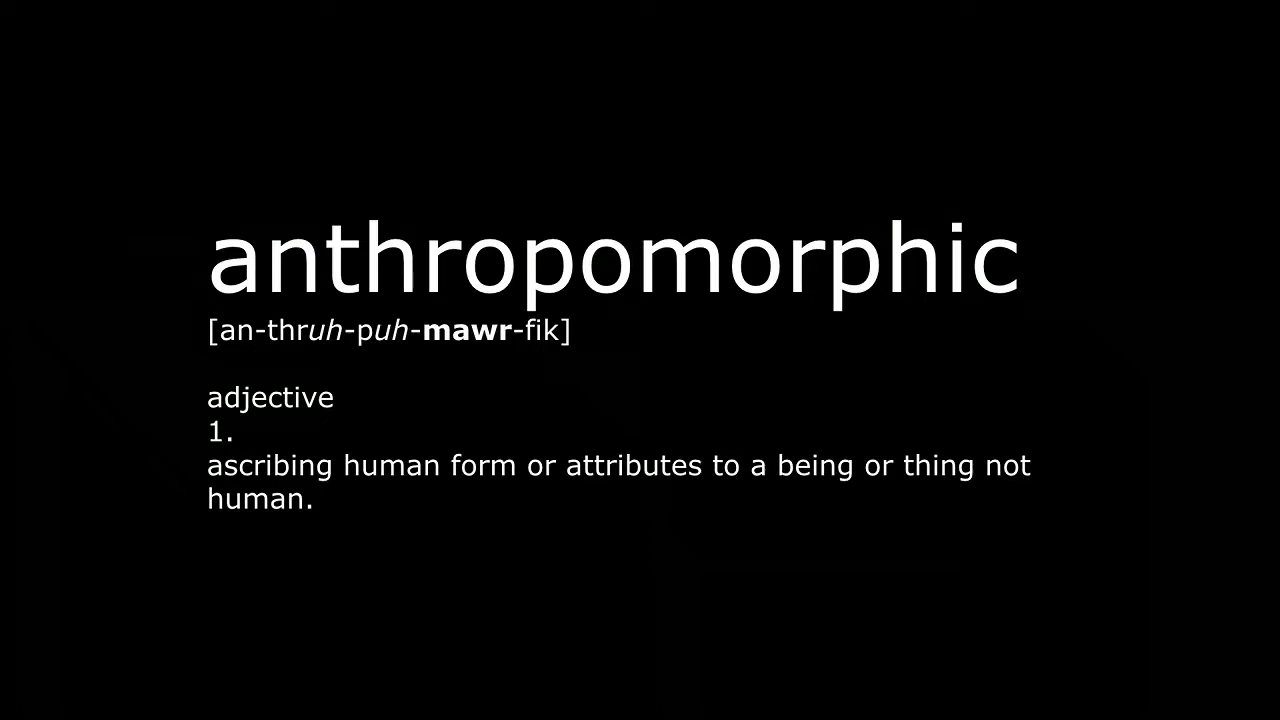 anthropomorphic
[an-thruh-puh-mawr-fik]
adjective
1.
ascribing human form or attributes to a being or thing not
human.